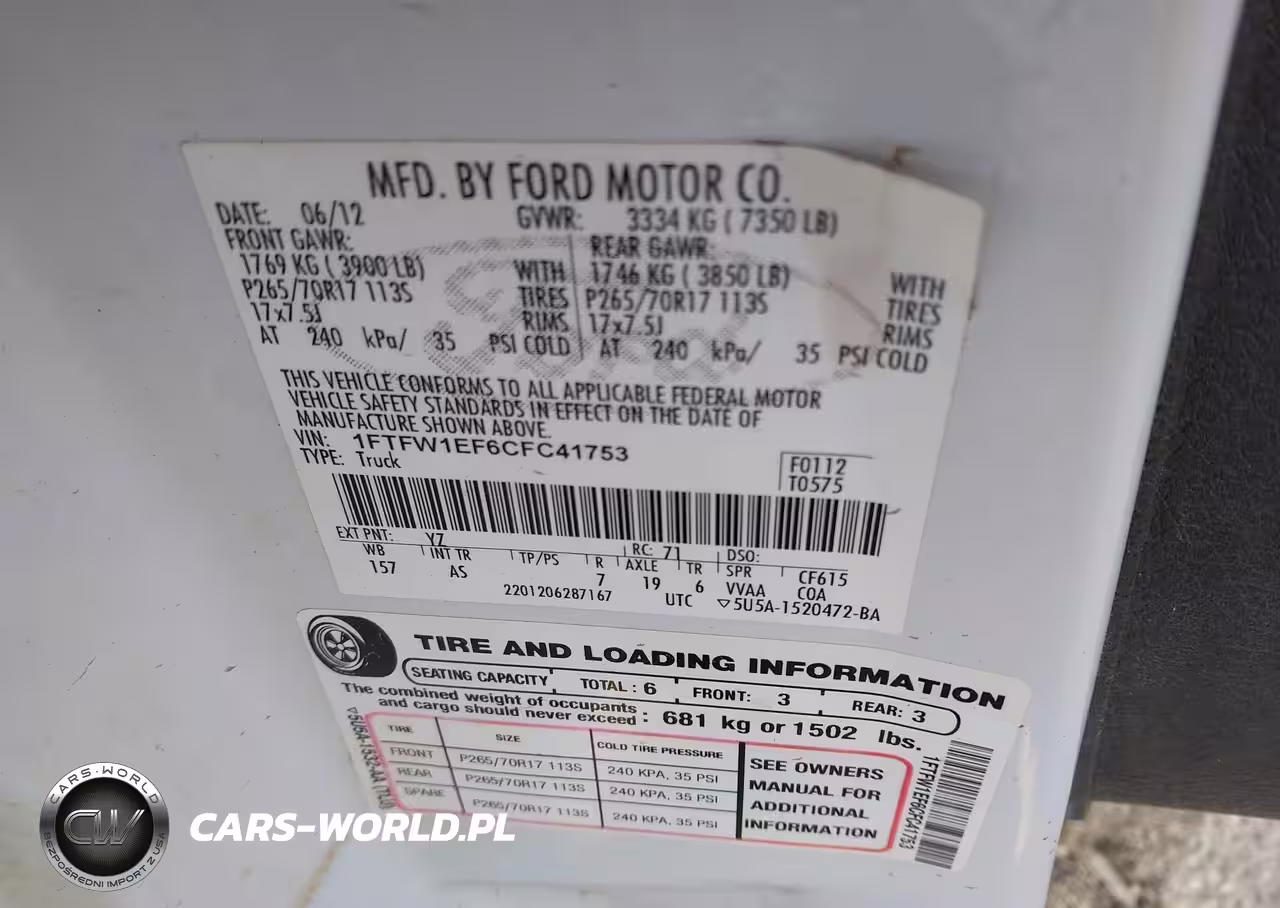 MFD. BY FORD MOTOR CO.
DATE: 06/12 GVWR: 3334 KG ( 7350 LB)
FRONT GAWR: REAR GAWR:
1769 KG ( 3900 LB) WITH 1746 KG ( 3850 LB) WITH
P265/70R17 113S TIRES P265/70R17 113S TIRES
17x7.5J RIMS 17x7.5J RIMS
AT 240 kPa/ 35 PSI COLD AT 240 kPa/ 35 PSI COLD
THIS VEHICLE CONFORMS TO ALL APPLICABLE FEDERAL MOTOR
VEHICLE SAFETY STANDARDS IN EFFECT ON THE DATE OF
MANUFACTURE SHOWN ABOVE.
VIN: 1FTFW1EF6CFC41753
TYPE: Truck
F0112
T0575
EXT PNT: YZ RC: 71 DSO:
WB INT TR TP/PS R AXLE TR SPR CF615
157 AS 7 19 6 VVAA COA
2201206287167 UTC ▽5U5A-1520472-BA
TIRE AND LOADING INFORMATION
SEATING CAPACITY TOTAL : 6 FRONT: 3 REAR: 3
The combined weight of occupants
and cargo should never exceed : 681 kg or 1502 lbs.
TIRE SIZE COLD TIRE PRESSURE
FRONT P265/70R17 113S 240 KPA, 35 PSI
REAR P265/70R17 113S 240 KPA, 35 PSI
SPARE P265/70R17 113S 240 KPA, 35 PSI
SEE OWNERS
MANUAL FOR
ADDITIONAL
INFORMATION
1FTFW1EF6CFC41753
CARS-WORLD
CW
BEZPOŚREDNI IMPORT Z USA
CARS-WORLD.PL